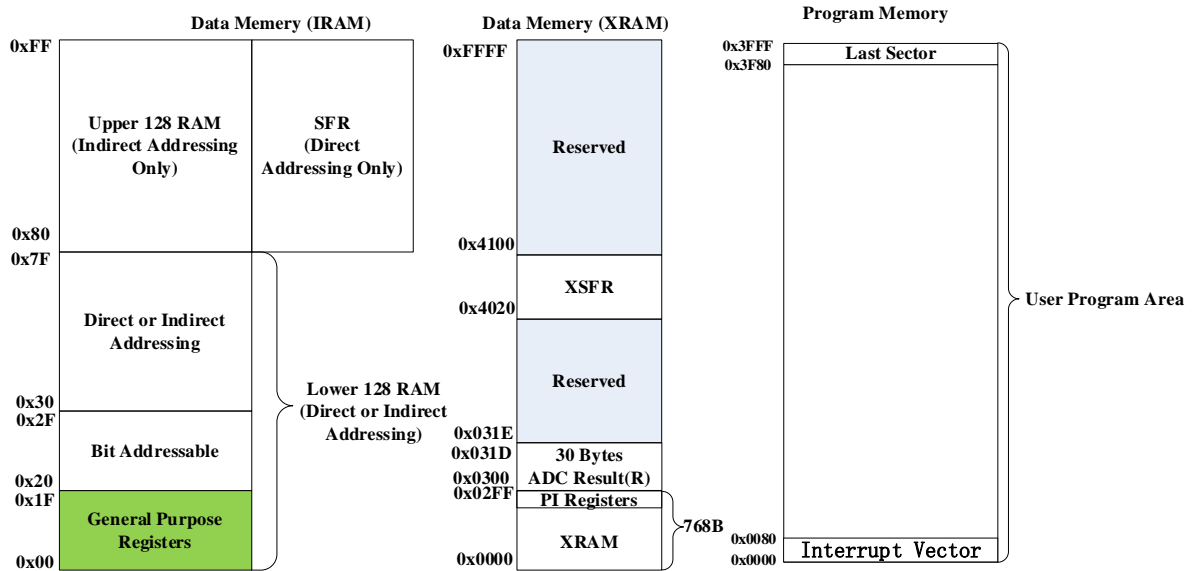 Data Memery (IRAM)
0xFF
Upper 128 RAM
(Indirect Addressing
Only)
SFR
(Direct
Addressing Only)
0x80
0x7F
Direct or Indirect
Addressing
0x30
0x2F
Bit Addressable
0x20
0x1F
General Purpose
Registers
0x00
Lower 128 RAM
(Direct or Indirect
Addressing)
Data Memery (XRAM)
0xFFFF
Reserved
0x4100
XSFR
0x4020
Reserved
0x031E
0x031D
30 Bytes
ADC Result(R)
0x0300
0x02FF
PI Registers
XRAM
0x0000
768B
Program Memory
0x3FFF
Last Sector
0x3F80
User Program Area
0x0080
Interrupt Vector
0x0000